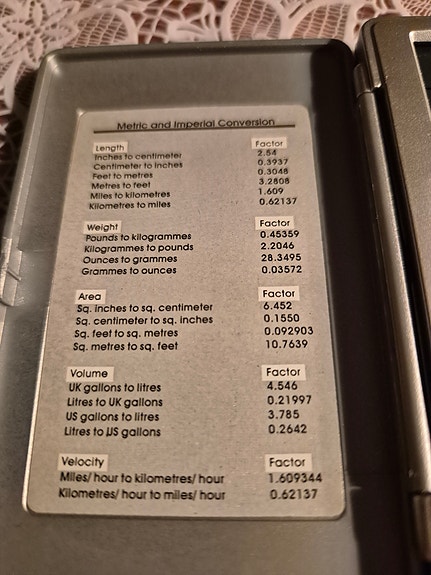 Metric and Imperial Conversion
Length Factor
Inches to centimeter 2.54
Centimeter to inches 0.3937
Feet to metres 0.3048
Metres to feet 3.2808
Miles to kilometres 1.609
Kilometres to miles 0.62137
Weight Factor
Pounds to kilogrammes 0.45359
Kilogrammes to pounds 2.2046
Ounces to grammes 28.3495
Grammes to ounces 0.03572
Area Factor
Sq. inches to sq. centimeter 6.452
Sq. centimeter to sq. inches 0.1550
Sq. feet to sq. metres 0.092903
Sq. metres to sq. feet 10.7639
Volume Factor
UK gallons to litres 4.546
Litres to UK gallons 0.21997
US gallons to litres 3.785
Litres to US gallons 0.2642
Velocity Factor
Miles/ hour to kilometres/ hour 1.609344
Kilometres/ hour to miles/ hour 0.62137